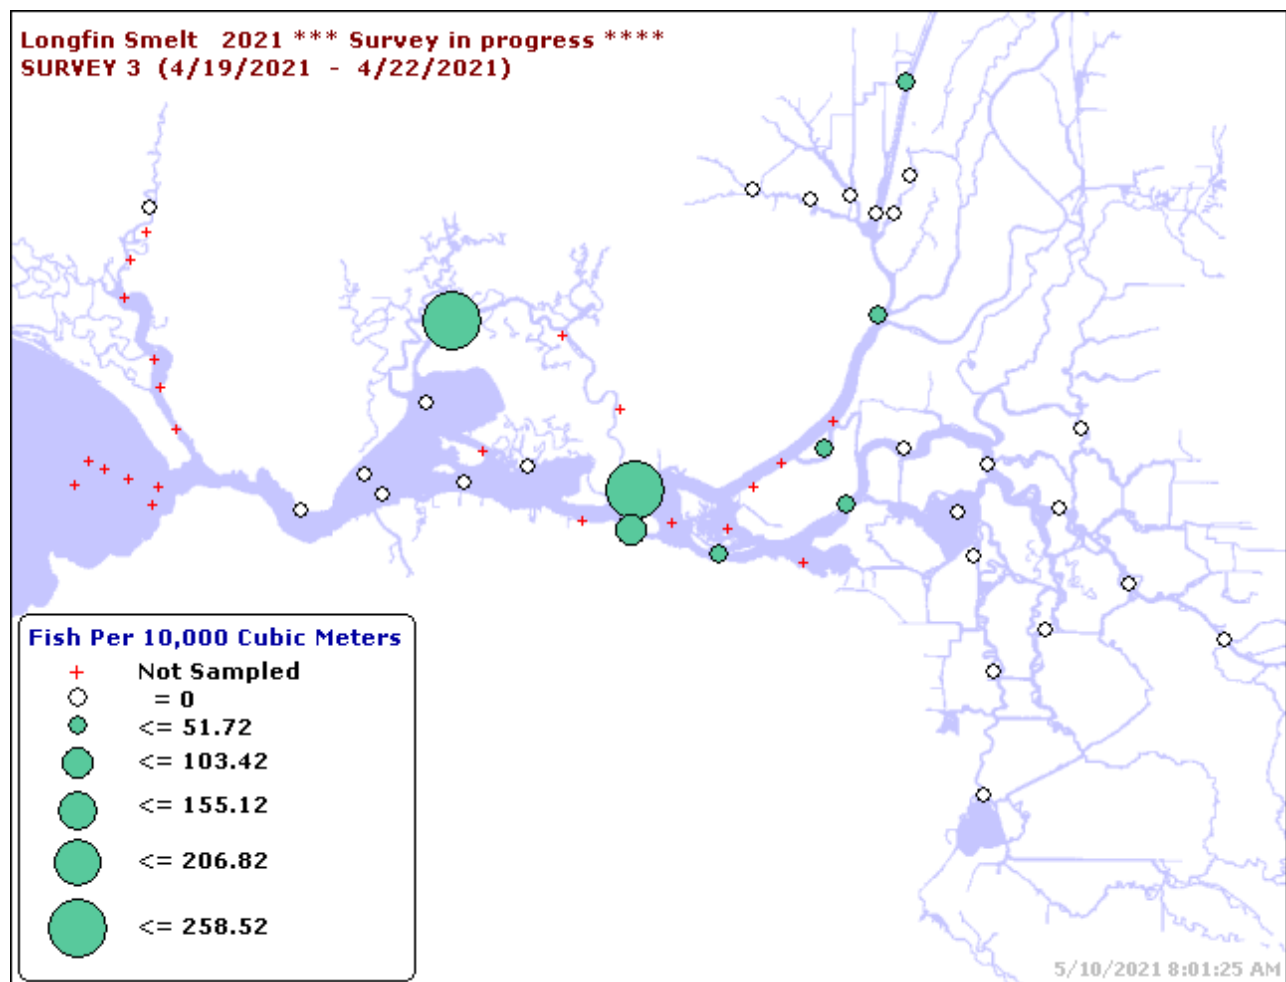 Longfin Smelt 2021 *** Survey in progress ****
SURVEY 3 (4/19/2021 - 4/22/2021)
Fish Per 10,000 Cubic Meters
Not Sampled
= 0
<= 51.72
<= 103.42
<= 155.12
<= 206.82
<= 258.52
5/10/2021 8:01:25 AM